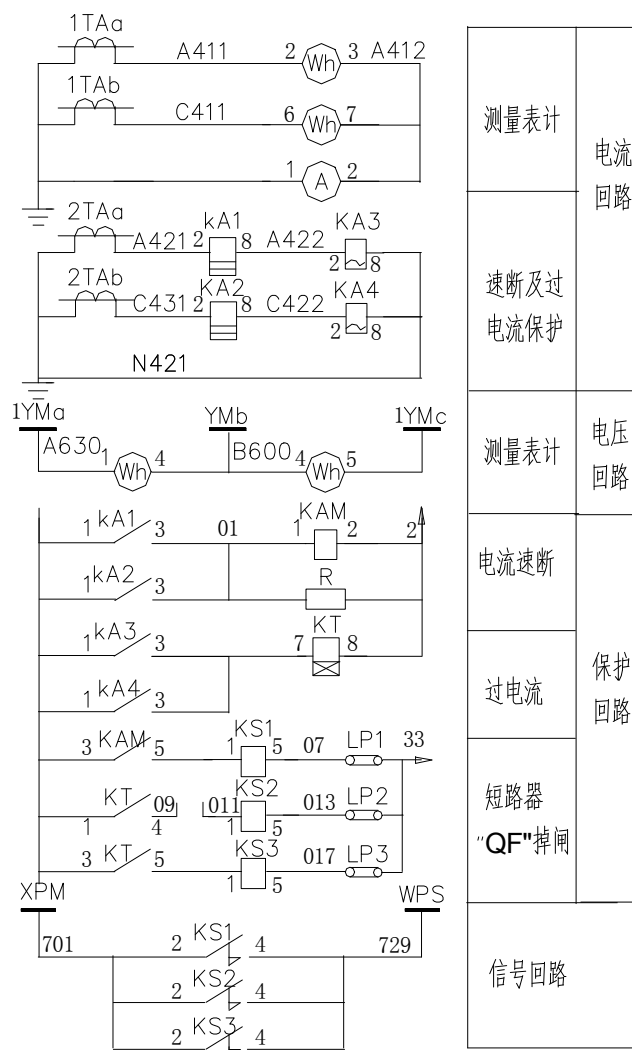 1TAa
A411 2 Wh 3 A412
1TAb
C411 6 Wh 7
1 A 2
2TAa
A421 2 kA1 8 A422 KA3 2 8
2TAb
C431 2 KA2 8 C422 KA4 2 8
N421
1YMa YMb 1YMc
A630 1 Wh 4 B600 4 Wh 5
1 kA1 3 01 1 KAM 2 2
1 kA2 3 R
1 kA3 3 7 KT 8
1 kA4 3
3 KAM 5 1 KS1 5 07 LP1 33
1 KT 09 4 011 1 KS2 5 013 LP2
3 KT 5 1 KS3 5 017 LP3
XPM WPS
701 2 KS1 4 729
2 KS2 4
2 KS3 4
测量表计
电流
回路
速断及过
电流保护
测量表计
电压
回路
电流速断
过电流
保护
回路
短路器
"QF"掉闸
信号回路